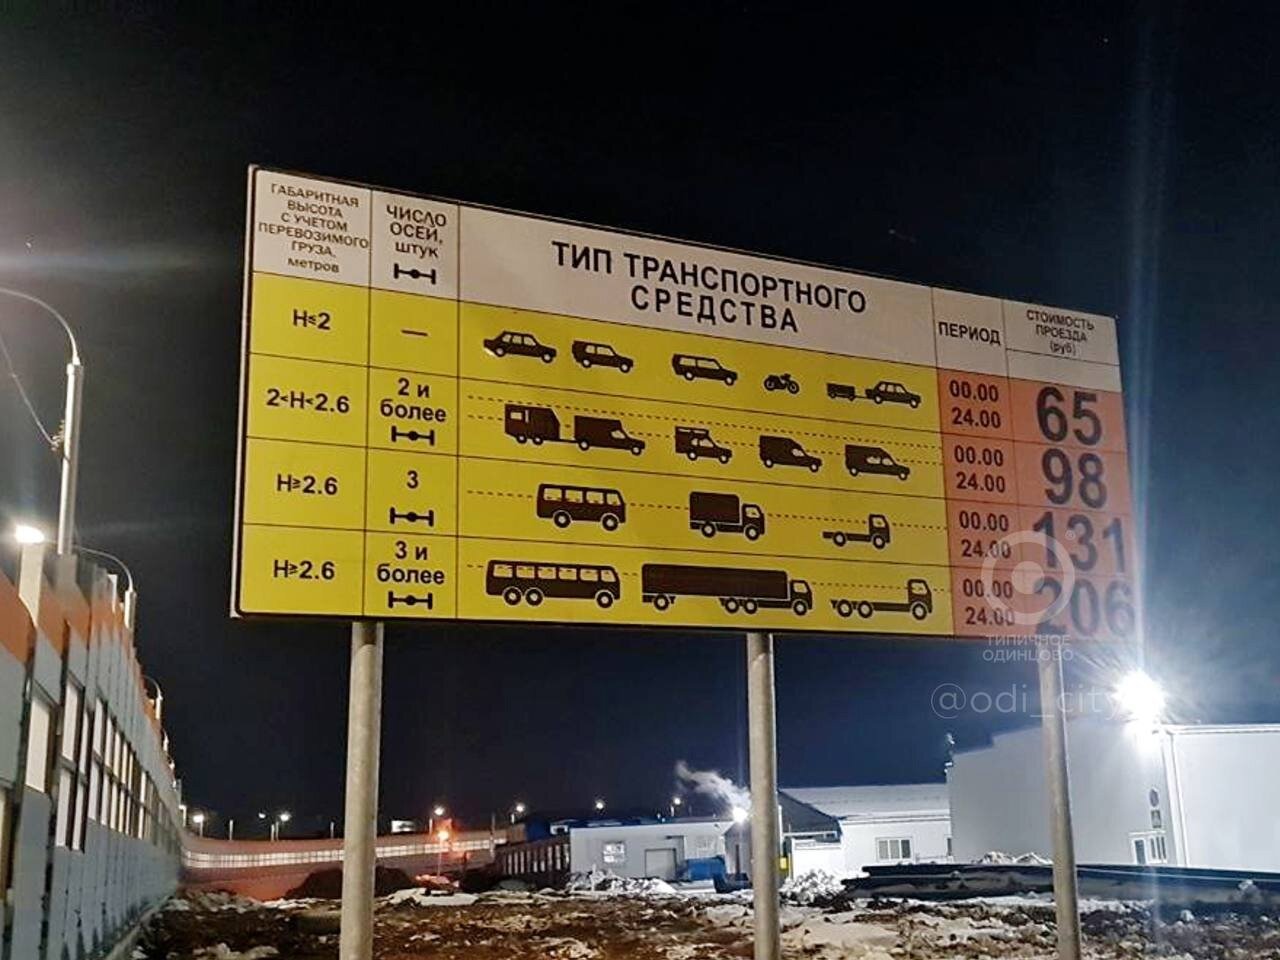 ГАБАРИТНАЯ
ВЫСОТА
С УЧЕТОМ
ПЕРЕВОЗИМОГО
ГРУЗА,
метров
ЧИСЛО
ОСЕЙ,
штук
ТИП ТРАНСПОРТНОГО
СРЕДСТВА
ПЕРИОД
СТОИМОСТЬ
ПРОЕЗДА
(руб)
H≤2
—
00.00
24.00
65
2<H<2.6
2 и
более
00.00
24.00
98
H≥2.6
3
00.00
24.00
131
H≥2.6
3 и
более
00.00
24.00
206
ТИПИЧНОЕ
ОДИНЦОВО
@odi_city